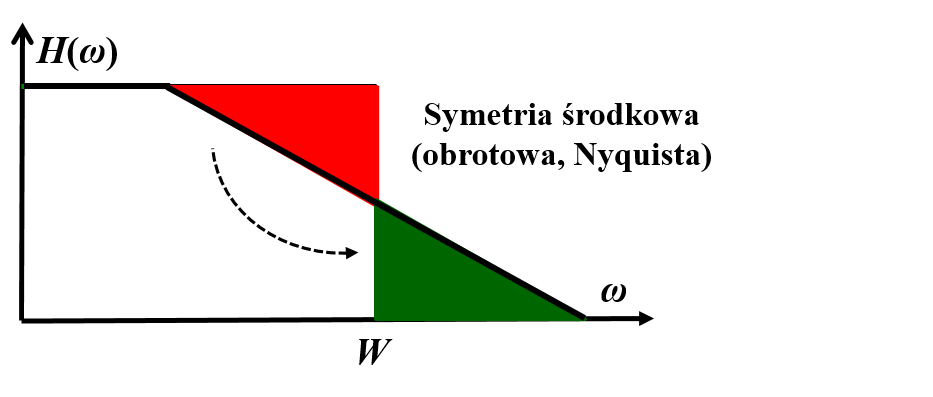 H(ω)
Symetria środkowa
(obrotowa, Nyquista)
ω
W